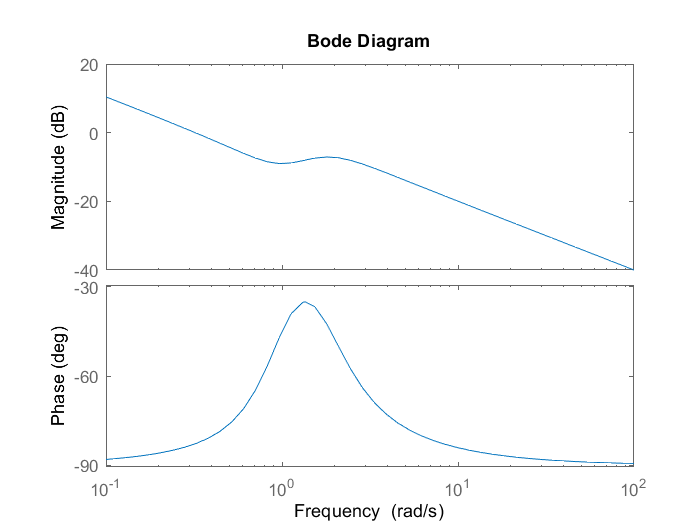 Bode Diagram
20
0
-20
-40
Magnitude (dB)
-30
-60
-90
Phase (deg)
10^-1 10^0 10^1 10^2
Frequency (rad/s)